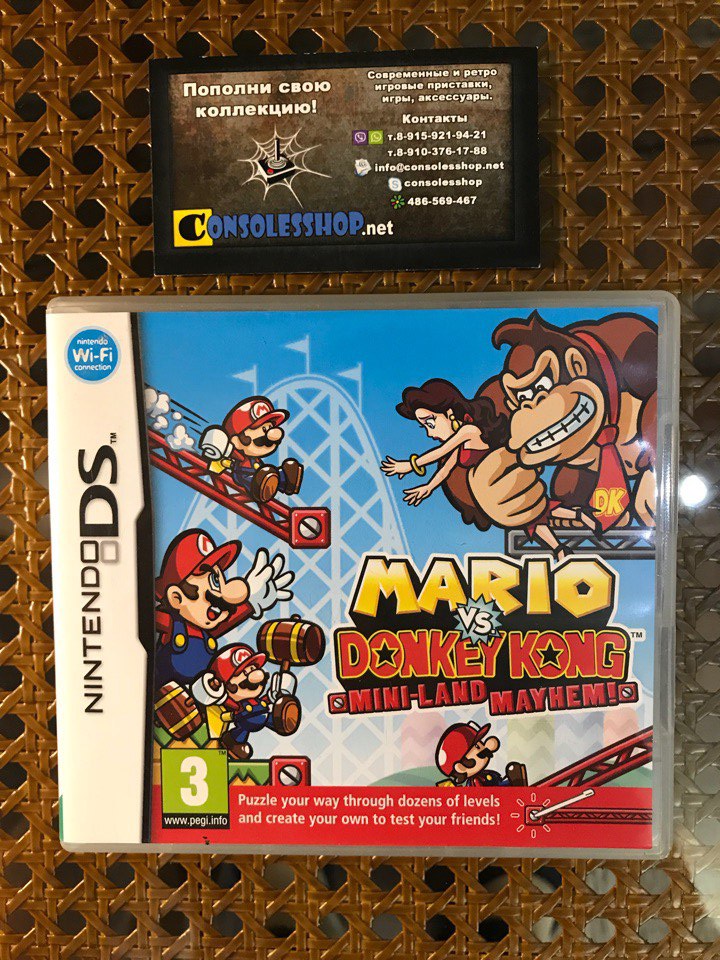 Пополни свою
коллекцию!
Современные и ретро
игровые приставки,
игры, аксессуары.
Контакты
т.8-915-921-94-21
т.8-910-376-17-88
info@consolesshop.net
consolesshop
486-569-467
CONSOLESSHOP.net
nintendo
Wi-Fi
connection
NINTENDO DS™
DK
MARIO
VS.
DONKEY KONG™
MINI-LAND MAYHEM!
3™
www.pegi.info
Puzzle your way through dozens of levels
and create your own to test your friends!